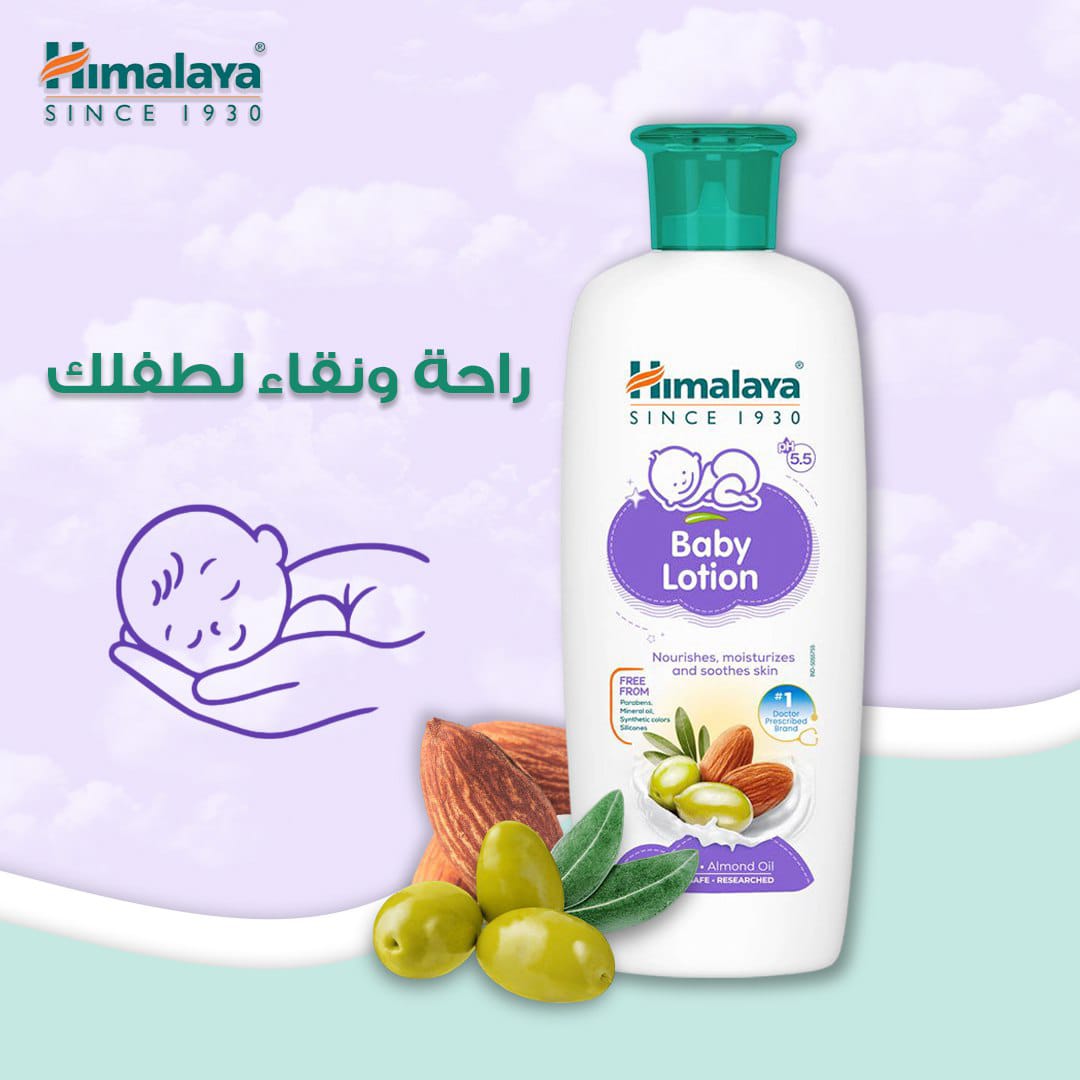 Himalaya®
SINCE 1930
راحة ونقاء لطفلك
Himalaya®
SINCE 1930
pH
5.5
Baby
Lotion
Nourishes, moisturizes
and soothes skin
FREE
FROM
Parabens,
Mineral oil,
Synthetic colors
Silicones
#1
Doctor
Prescribed
Brand
• Almond Oil
- RESEARCHED